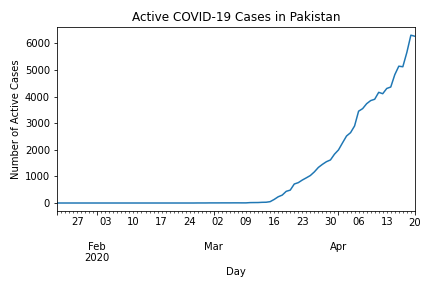 Active COVID-19 Cases in Pakistan
Number of Active Cases
6000
5000
4000
3000
2000
1000
0
27 03 10 17 24 02 09 16 23 30 06 13 20
Feb Mar Apr
2020
Day